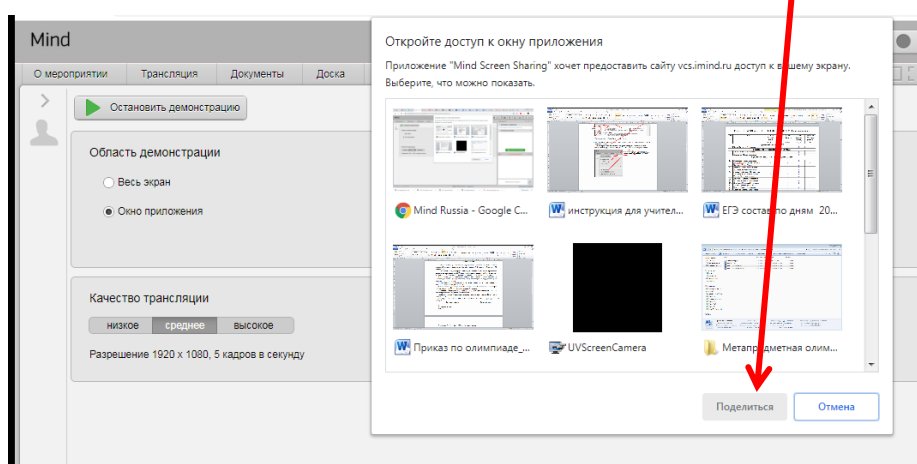 Mind
О мероприятии Трансляция Документы Доска
Остановить демонстрацию
Область демонстрации
Весь экран
Окно приложения
Качество трансляции
низкое среднее высокое
Разрешение 1920 x 1080, 5 кадров в секунду
Откройте доступ к окну приложения
Приложение "Mind Screen Sharing" хочет предоставить сайту vcs.imind.ru доступ к вашему экрану.
Выберите, что можно показать.
Mind Russia - Google C... инструкция для учител... ЕГЭ состав по дням 20...
Приказ по олимпиаде_... UVScreenCamera Метапредметная олим...
Поделиться Отмена